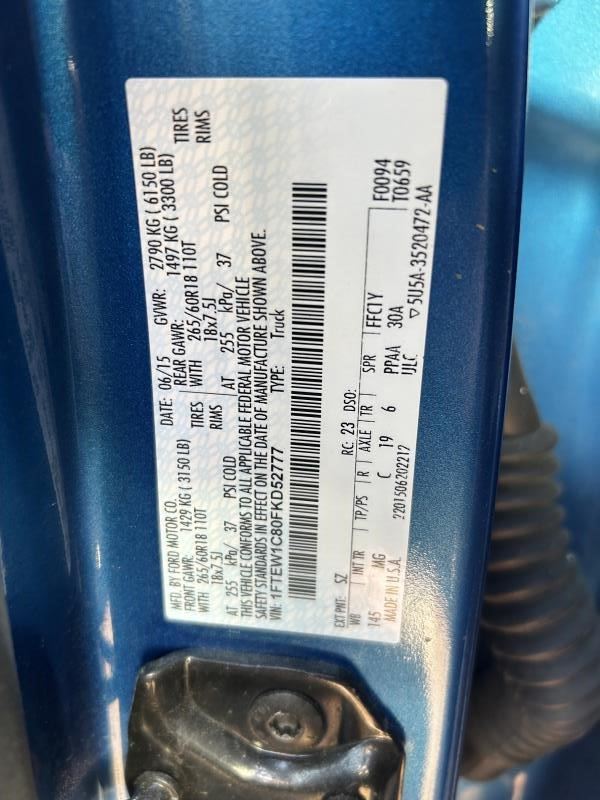 MFD. BY FORD MOTOR CO. DATE: 06/15 GVWR: 2790 KG ( 6150 LB)
FRONT GAWR: 1429 KG ( 3150 LB) REAR GAWR: 1497 KG ( 3300 LB)
WITH 265/60R18 110T TIRES WITH 265/60R18 110T TIRES
18x7.5J RIMS 18x7.5J RIMS
AT 255 kPa/ 37 PSI COLD AT 255 kPa/ 37 PSI COLD
THIS VEHICLE CONFORMS TO ALL APPLICABLE FEDERAL MOTOR VEHICLE
SAFETY STANDARDS IN EFFECT ON THE DATE OF MANUFACTURE SHOWN ABOVE.
VIN: 1FTEW1C80FKD52777 TYPE: Truck
EXT PNT: SZ RC: 23 DSO: F0094
WB INT TR TP/PS R AXLE TR SPR FFC1Y T0659
145 MG C 19 6 PPAA 30A
MADE IN U.S.A. 2201506202217 ULC ▽5U5A-3520472-AA